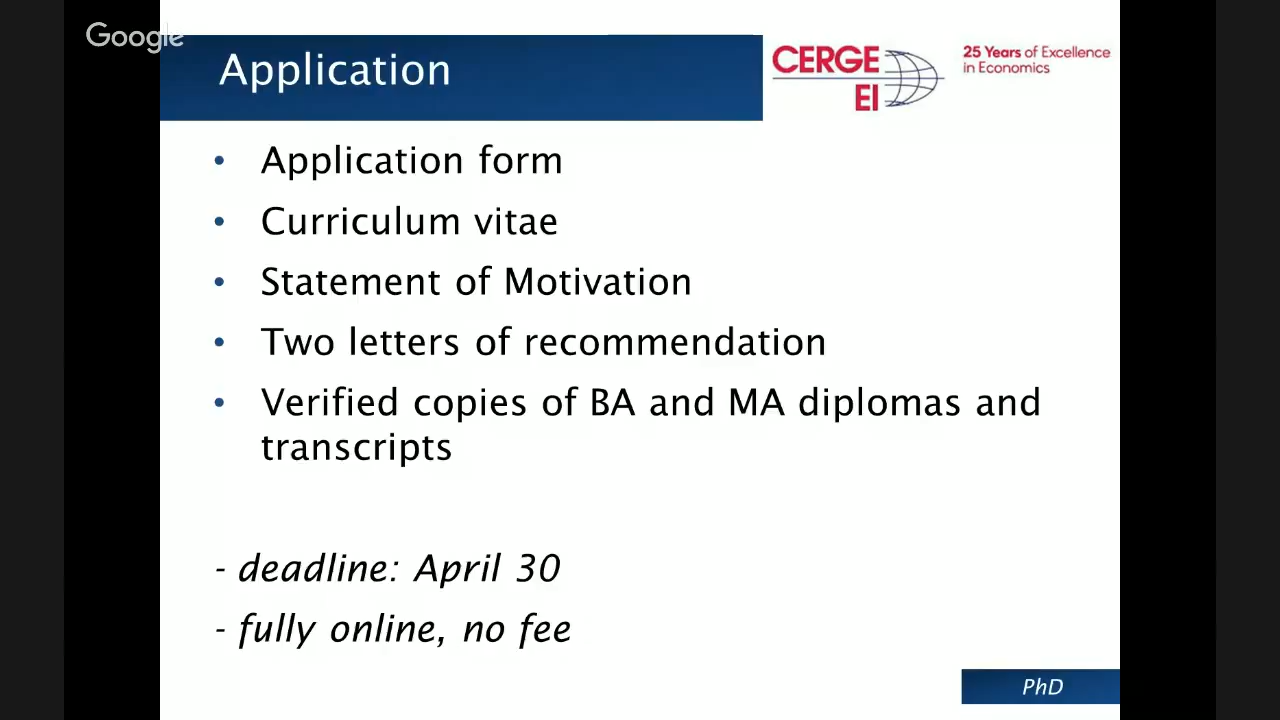 Google
Application
CERGE
EI
25 Years of Excellence
in Economics
• Application form
• Curriculum vitae
• Statement of Motivation
• Two letters of recommendation
• Verified copies of BA and MA diplomas and
transcripts
- deadline: April 30
- fully online, no fee
PhD